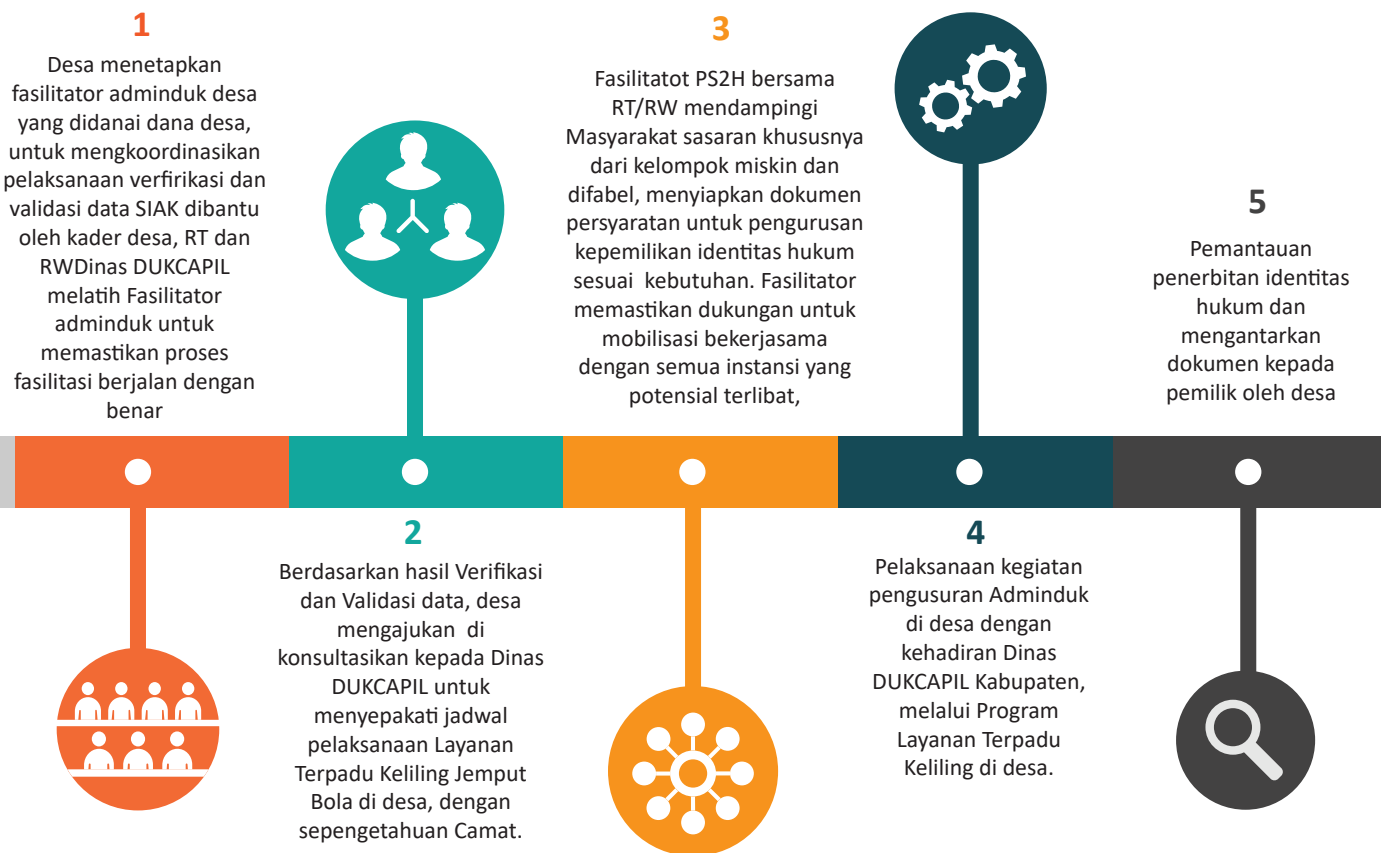 1
Desa menetapkan
fasilitator adminduk desa
yang didanai dana desa,
untuk mengkoordinasikan
pelaksanaan verfirikasi dan
validasi data SIAK dibantu
oleh kader desa, RT dan
RWDinas DUKCAPIL
melatih Fasilitator
adminduk untuk
memastikan proses
fasilitasi berjalan dengan
benar
2
Berdasarkan hasil Verifikasi
dan Validasi data, desa
mengajukan di
konsultasikan kepada Dinas
DUKCAPIL untuk
menyepakati jadwal
pelaksanaan Layanan
Terpadu Keliling Jemput
Bola di desa, dengan
sepengetahuan Camat.
3
Fasilitatot PS2H bersama
RT/RW mendampingi
Masyarakat sasaran khususnya
dari kelompok miskin dan
difabel, menyiapkan dokumen
persyaratan untuk pengurusan
kepemilikan identitas hukum
sesuai kebutuhan. Fasilitator
memastikan dukungan untuk
mobilisasi bekerjasama
dengan semua instansi yang
potensial terlibat,
4
Pelaksanaan kegiatan
pengusuran Adminduk
di desa dengan
kehadiran Dinas
DUKCAPIL Kabupaten,
melalui Program
Layanan Terpadu
Keliling di desa.
5
Pemantauan
penerbitan identitas
hukum dan
mengantarkan
dokumen kepada
pemilik oleh desa